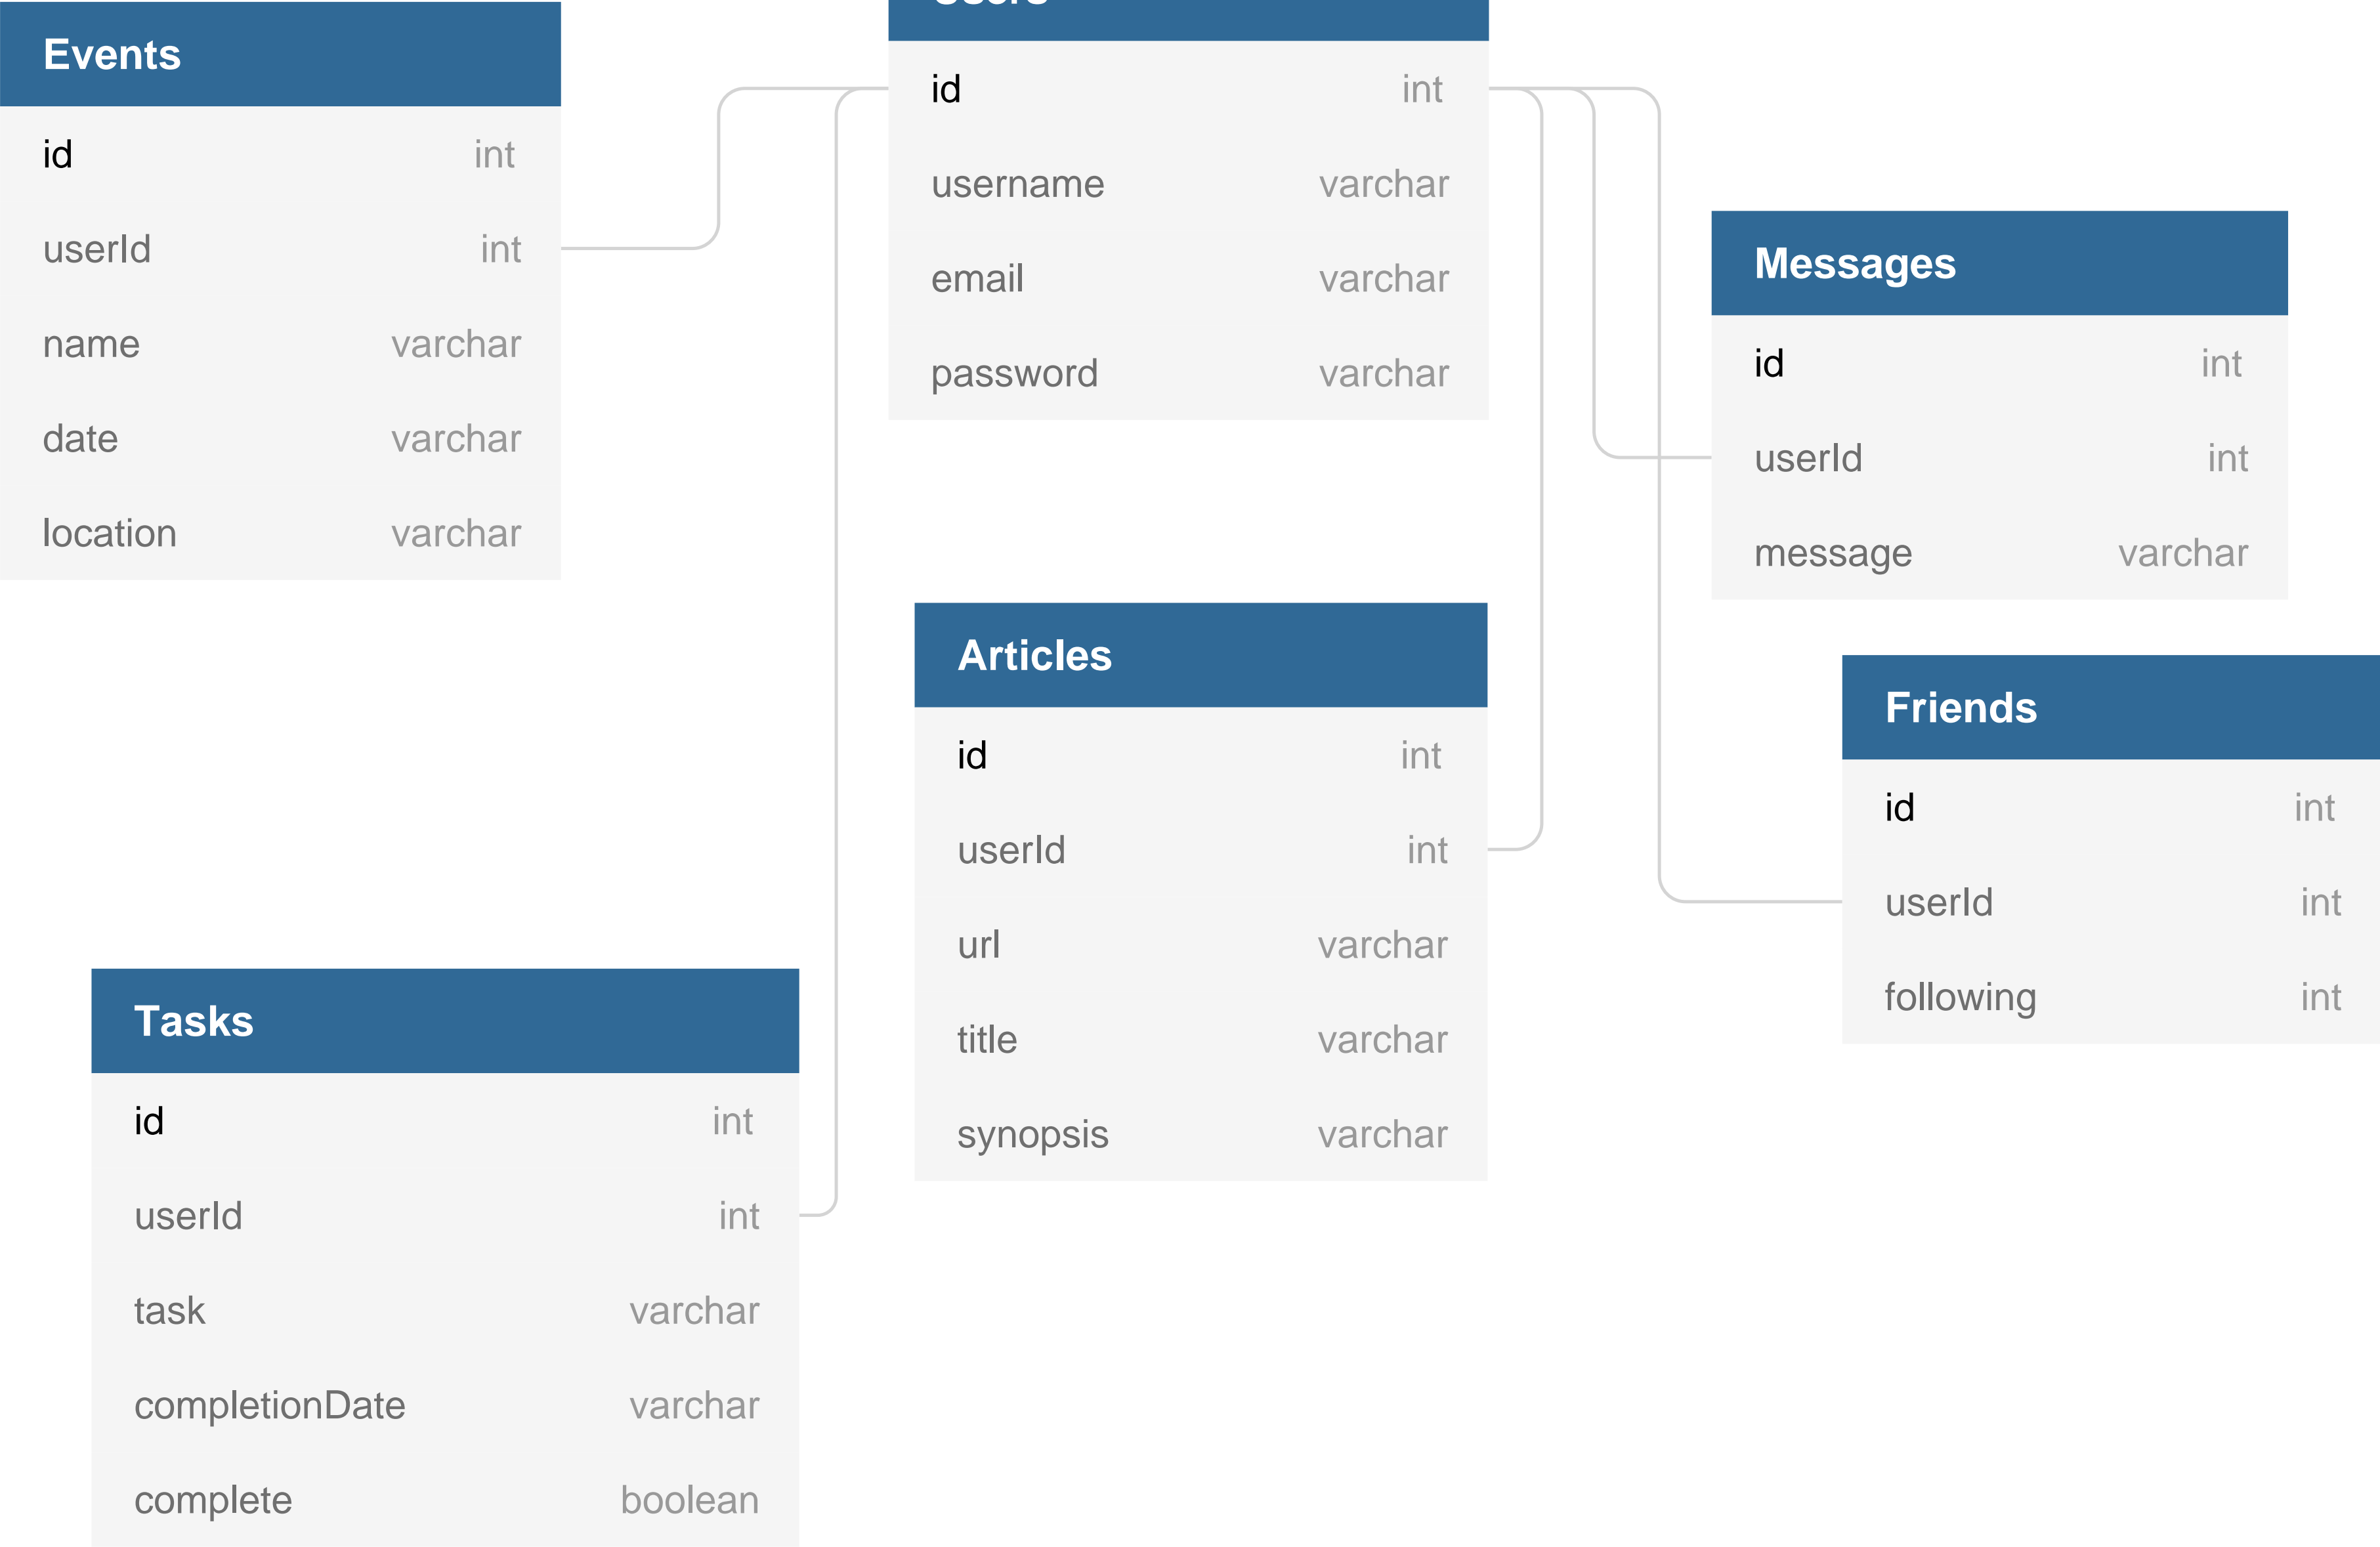 Events
id int
userId int
name varchar
date varchar
location varchar
Users
id int
username varchar
email varchar
password varchar
Messages
id int
userId int
message varchar
Articles
id int
userId int
url varchar
title varchar
synopsis varchar
Friends
id int
userId int
following int
Tasks
id int
userId int
task varchar
completionDate varchar
complete boolean